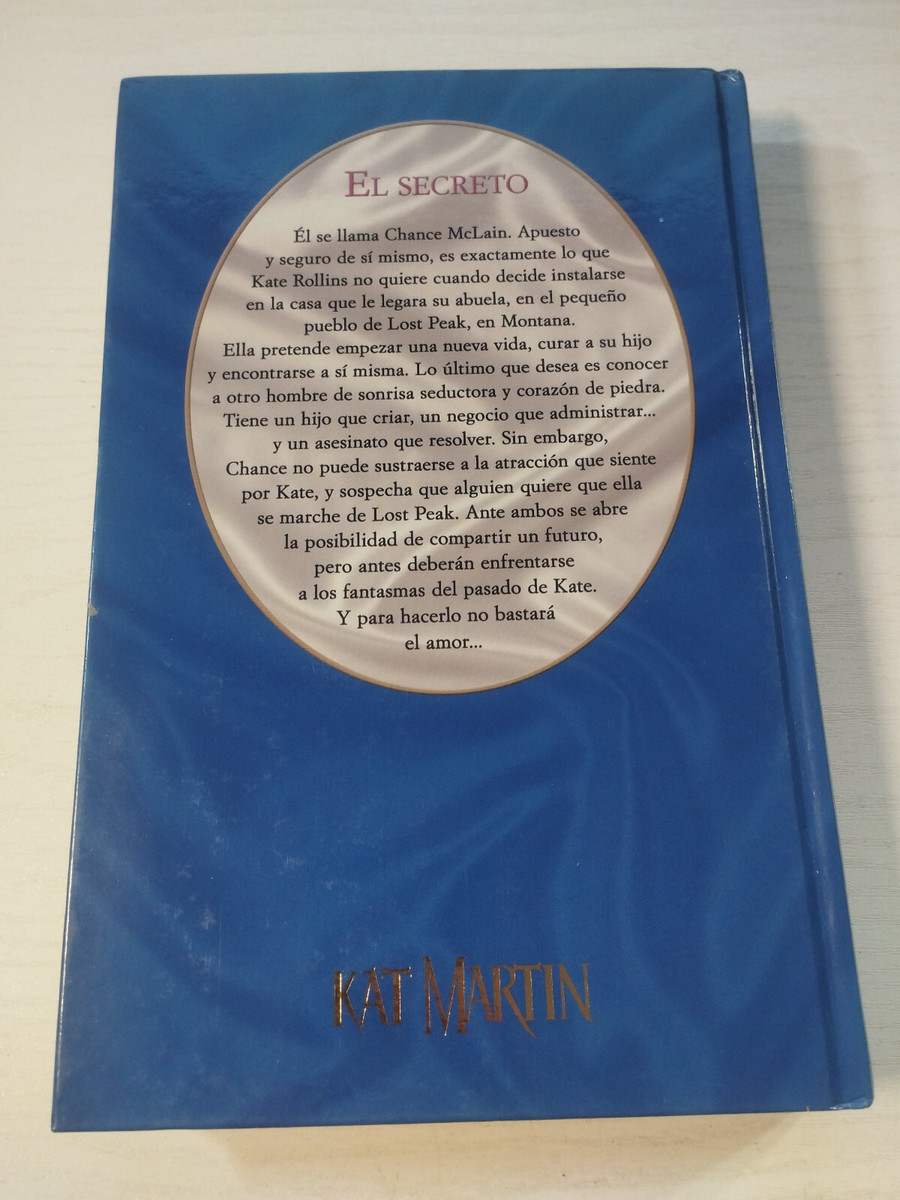 EL SECRETO
Él se llama Chance McLain. Apuesto
y seguro de sí mismo, es exactamente lo que
Kate Rollins no quiere cuando decide instalarse
en la casa que le legara su abuela, en el pequeño
pueblo de Lost Peak, en Montana.
Ella pretende empezar una nueva vida, curar a su hijo
y encontrarse a sí misma. Lo último que desea es conocer
a otro hombre de sonrisa seductora y corazón de piedra.
Tiene un hijo que criar, un negocio que administrar...
y un asesinato que resolver. Sin embargo,
Chance no puede sustraerse a la atracción que siente
por Kate, y sospecha que alguien quiere que ella
se marche de Lost Peak. Ante ambos se abre
la posibilidad de compartir un futuro,
pero antes deberán enfrentarse
a los fantasmas del pasado de Kate.
Y para hacerlo no bastará
el amor...
KAT MARTIN